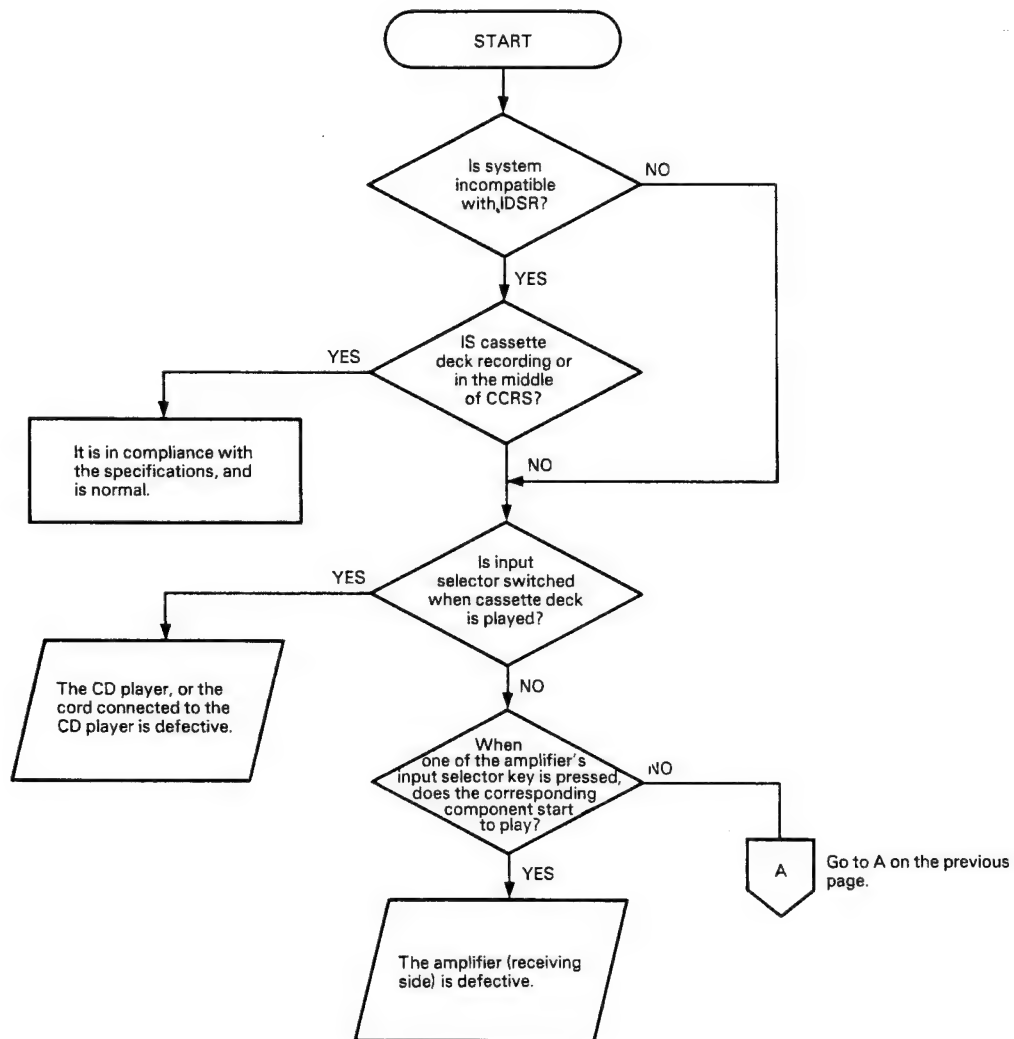 START
Is system
incompatible
with IDSR?
NO
YES
IS cassette
deck recording or
in the middle
of CCRS?
YES
It is in compliance with
the specifications, and
is normal.
NO
Is input
selector switched
when cassette deck
is played?
YES
The CD player, or the
cord connected to the
CD player is defective.
NO
When
one of the amplifier's
input selector key is pressed,
does the corresponding
component start
to play?
NO
A
Go to A on the previous
page.
YES
The amplifier (receiving
side) is defective.